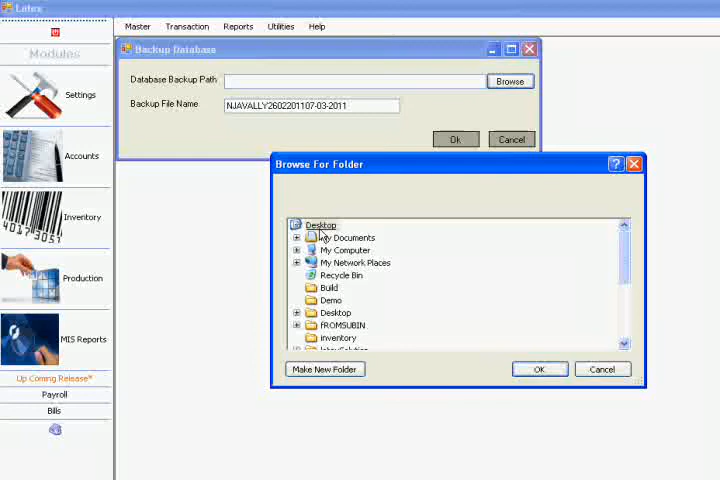 Latex
Master Transaction Reports Utilities Help
Modules
Settings
Accounts
Inventory
Production
MIS Reports
Up Coming Release*
Payroll
Bills
Backup Database
Database Backup Path
Browse
Backup File Name NJAVALLY2602201107-03-2011
Ok Cancel
Browse For Folder
Desktop
My Documents
My Computer
My Network Places
Recycle Bin
Build
Demo
Desktop
fROMSUBIN
inventory
Make New Folder OK Cancel